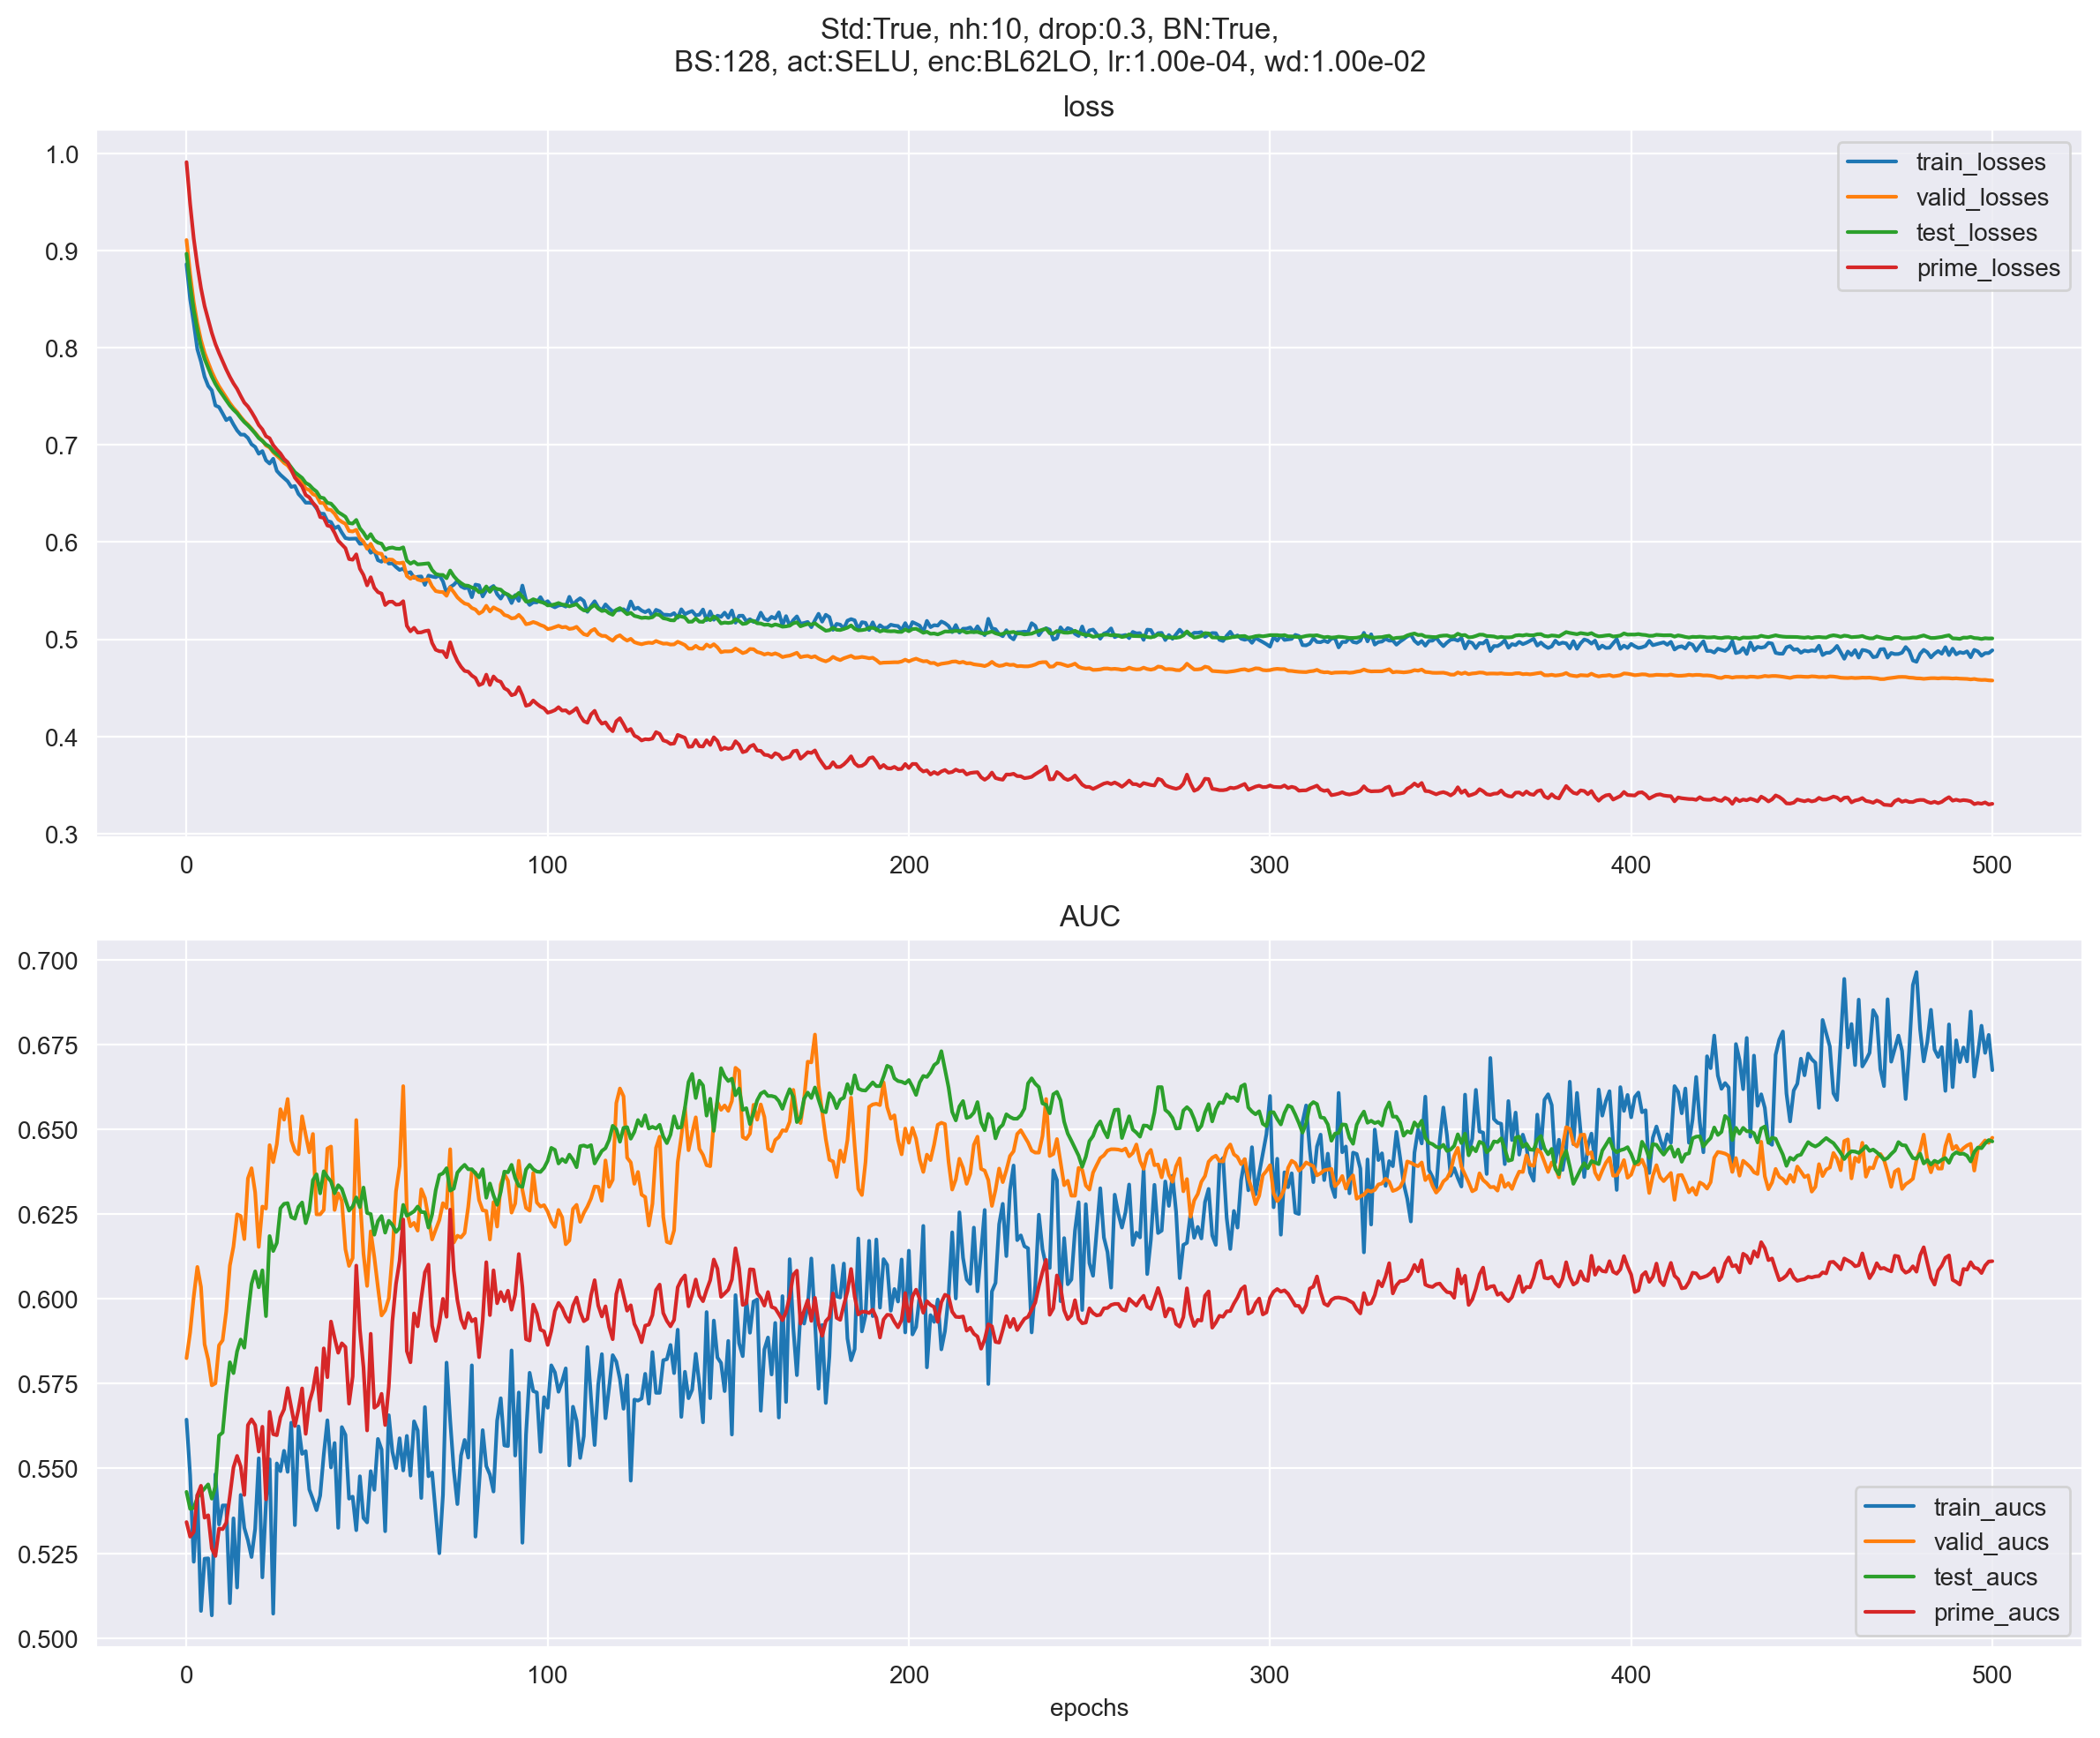 Std:True, nh:10, drop:0.3, BN:True,
BS:128, act:SELU, enc:BL62LO, lr:1.00e-04, wd:1.00e-02
loss
1.0
0.9
0.8
0.7
0.6
0.5
0.4
0.3
train_losses
valid_losses
test_losses
prime_losses
0 100 200 300 400 500
AUC
0.700
0.675
0.650
0.625
0.600
0.575
0.550
0.525
0.500
train_aucs
valid_aucs
test_aucs
prime_aucs
0 100 200 300 400 500
epochs